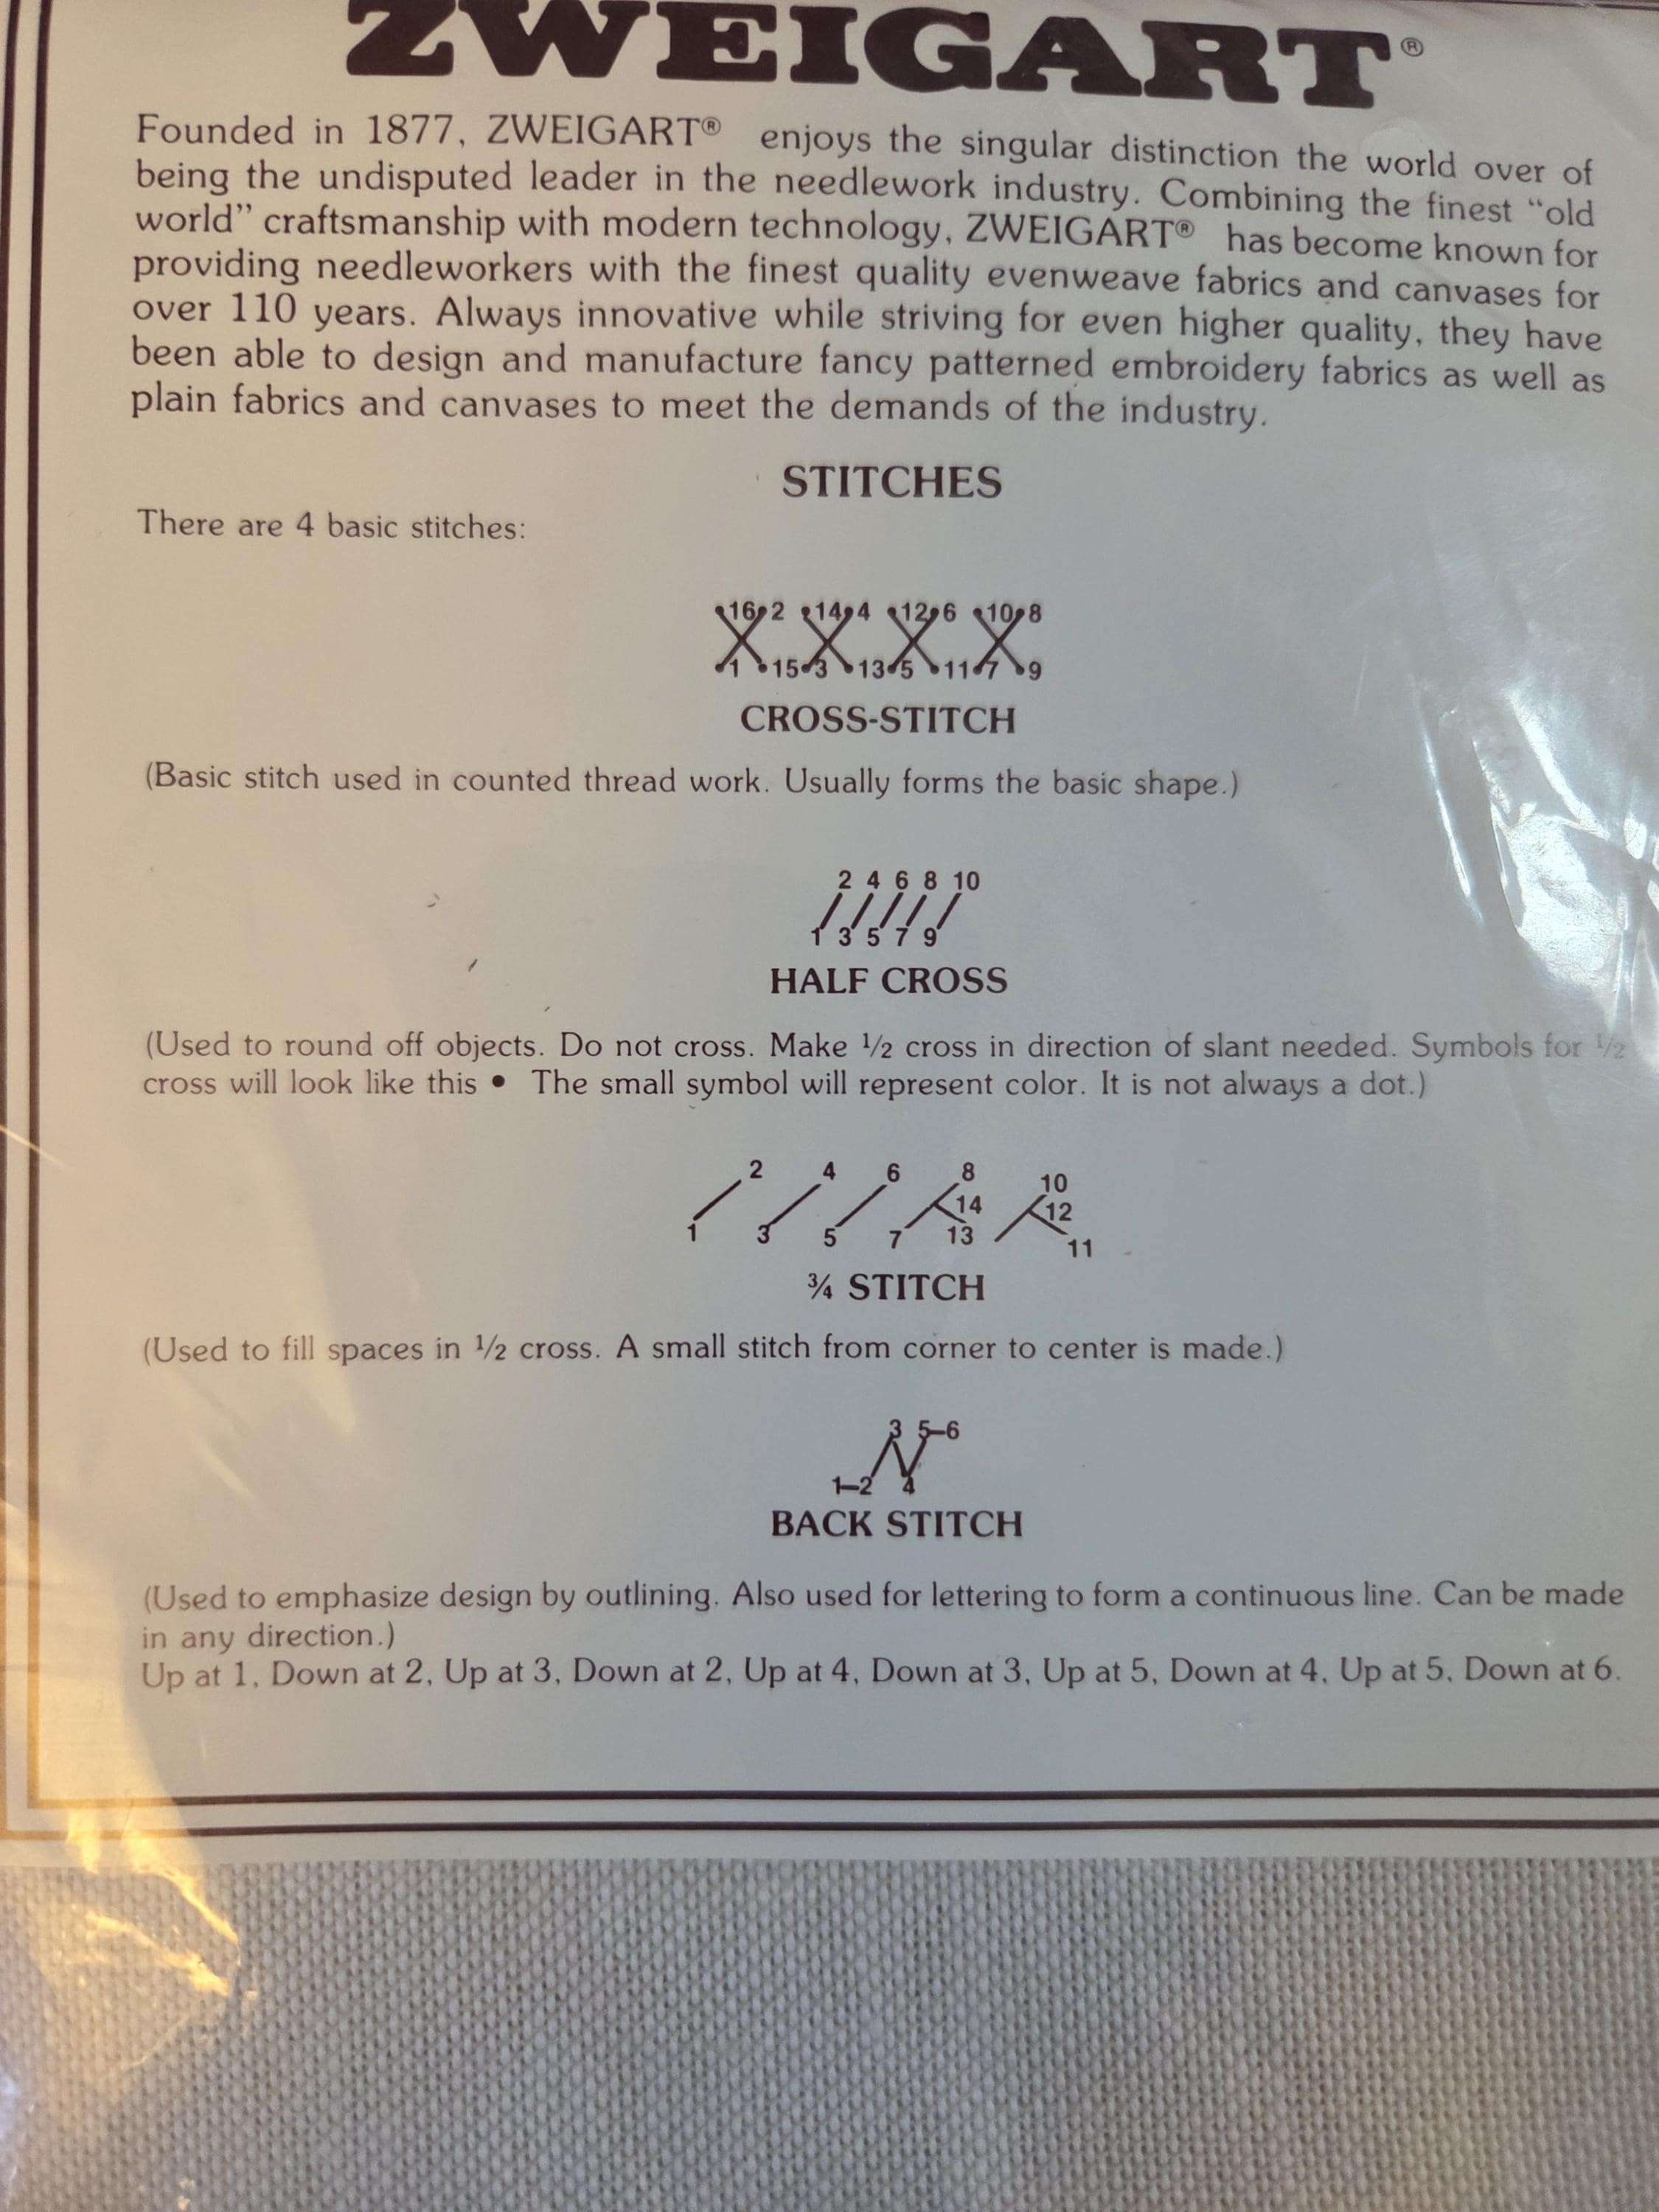 ZWEIGART®
Founded in 1877, ZWEIGART® enjoys the singular distinction the world over of
being the undisputed leader in the needlework industry. Combining the finest “old
world” craftsmanship with modern technology, ZWEIGART® has become known for
providing needleworkers with the finest quality evenweave fabrics and canvases for
over 110 years. Always innovative while striving for even higher quality, they have
been able to design and manufacture fancy patterned embroidery fabrics as well as
plain fabrics and canvases to meet the demands of the industry.
STITCHES
There are 4 basic stitches:
16 2 14 4 12 6 10 8
1 15 3 13 5 11 7 9
CROSS-STITCH
(Basic stitch used in counted thread work. Usually forms the basic shape.)
2 4 6 8 10
1 3 5 7 9
HALF CROSS
(Used to round off objects. Do not cross. Make ½ cross in direction of slant needed. Symbols for ½
cross will look like this • The small symbol will represent color. It is not always a dot.)
2 4 6 8 10
14 12
1 3 5 7 13 11
¾ STITCH
(Used to fill spaces in ½ cross. A small stitch from corner to center is made.)
3 5–6
1–2 4
BACK STITCH
(Used to emphasize design by outlining. Also used for lettering to form a continuous line. Can be made
in any direction.)
Up at 1, Down at 2, Up at 3, Down at 2, Up at 4, Down at 3, Up at 5, Down at 4, Up at 5, Down at 6.